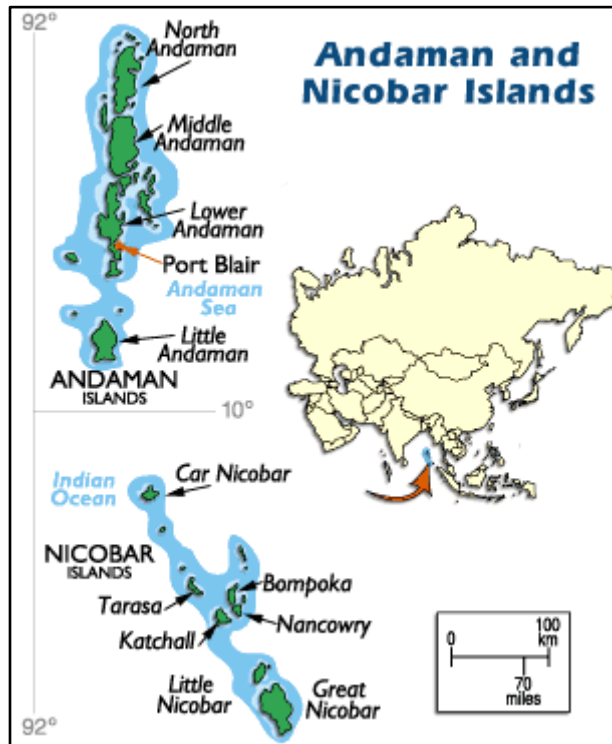 Andaman and
Nicobar Islands
92°
North
Andaman
Middle
Andaman
Lower
Andaman
Port Blair
Andaman
Sea
Little
Andaman
ANDAMAN
ISLANDS
10°
Indian
Ocean
Car Nicobar
NICOBAR
ISLANDS
Bompoka
Tarasa
Nancowry
Katchall
Little
Nicobar
Great
Nicobar
92°
0
100
km
70
miles